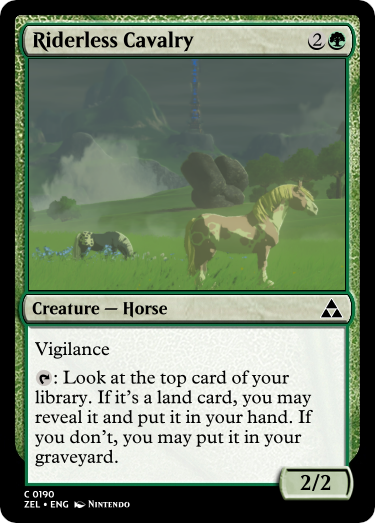 Riderless Cavalry 2
Creature — Horse
Vigilance
: Look at the top card of your
library. If it's a land card, you may
reveal it and put it in your hand. If
you don't, you may put it in your
graveyard.
2/2
C 0190
ZEL • ENG Nintendo